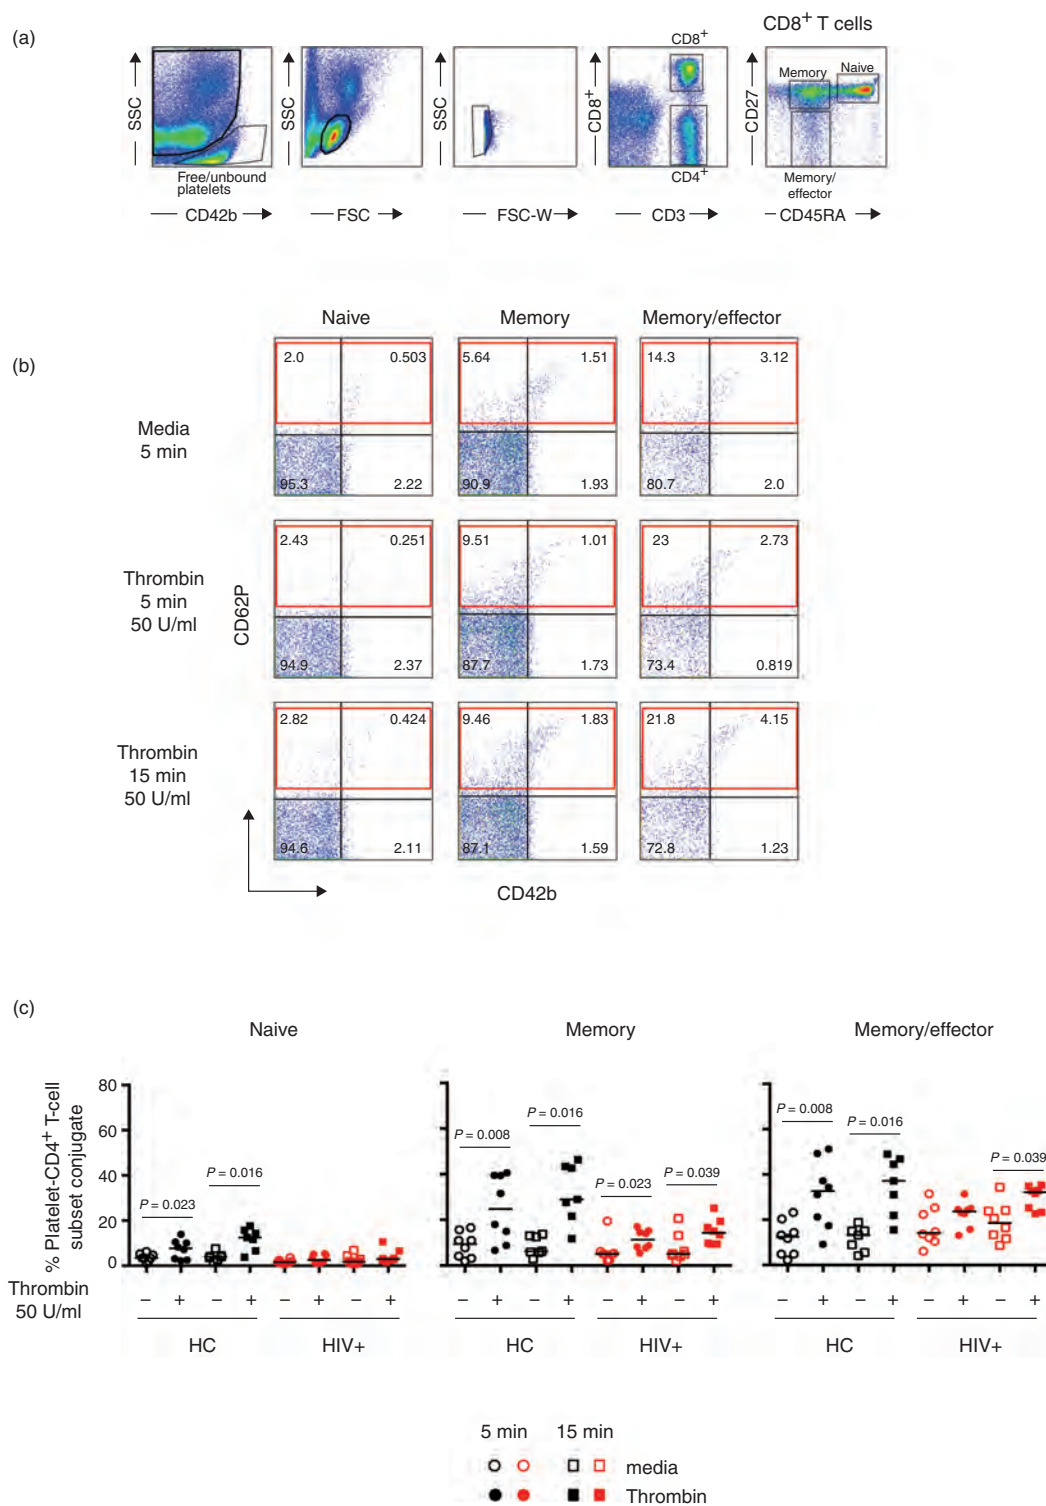 (a)
CD8+ T cells
SSC
CD42b
Free/unbound
platelets
SSC
FSC
SSC
FSC-W
CD8+
CD3
CD8+
CD4+
CD27
CD45RA
Memory
Naive
Memory/
effector
(b)
Naive Memory Memory/effector
Media
5 min
2.0 0.503 5.64 1.51 14.3 3.12
95.3 2.22 90.9 1.93 80.7 2.0
Thrombin
5 min
50 U/ml
2.43 0.251 9.51 1.01 23 2.73
94.9 2.37 87.7 1.73 73.4 0.819
Thrombin
15 min
50 U/ml
2.82 0.424 9.46 1.83 21.8 4.15
94.6 2.11 87.1 1.59 72.8 1.23
CD62P
CD42b
(c)
Naive Memory Memory/effector
% Platelet-CD4+ T-cell
subset conjugate
80
60
40
20
0
P = 0.023 P = 0.016
P = 0.008 P = 0.016 P = 0.023 P = 0.039
P = 0.008 P = 0.016 P = 0.039
Thrombin
50 U/ml
– + – + – + – + – + – + – + – + – + – + – + – +
HC HIV+ HC HIV+ HC HIV+
5 min 15 min
media
Thrombin